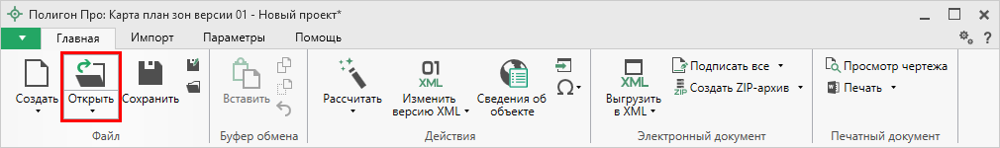 Полигон Про: Карта план зон версии 01 - Новый проект*
Главная Импорт Параметры Помощь
?
Создать
Открыть
Сохранить
Файл
Вставить
Буфер обмена
Рассчитать
01
XML
Изменить
версию XML
Сведения об
объекте
Ω
Действия
XML
Выгрузить
в XML
Подписать все
ZIP
Создать ZIP-архив
Электронный документ
Просмотр чертежа
Печать
Печатный документ